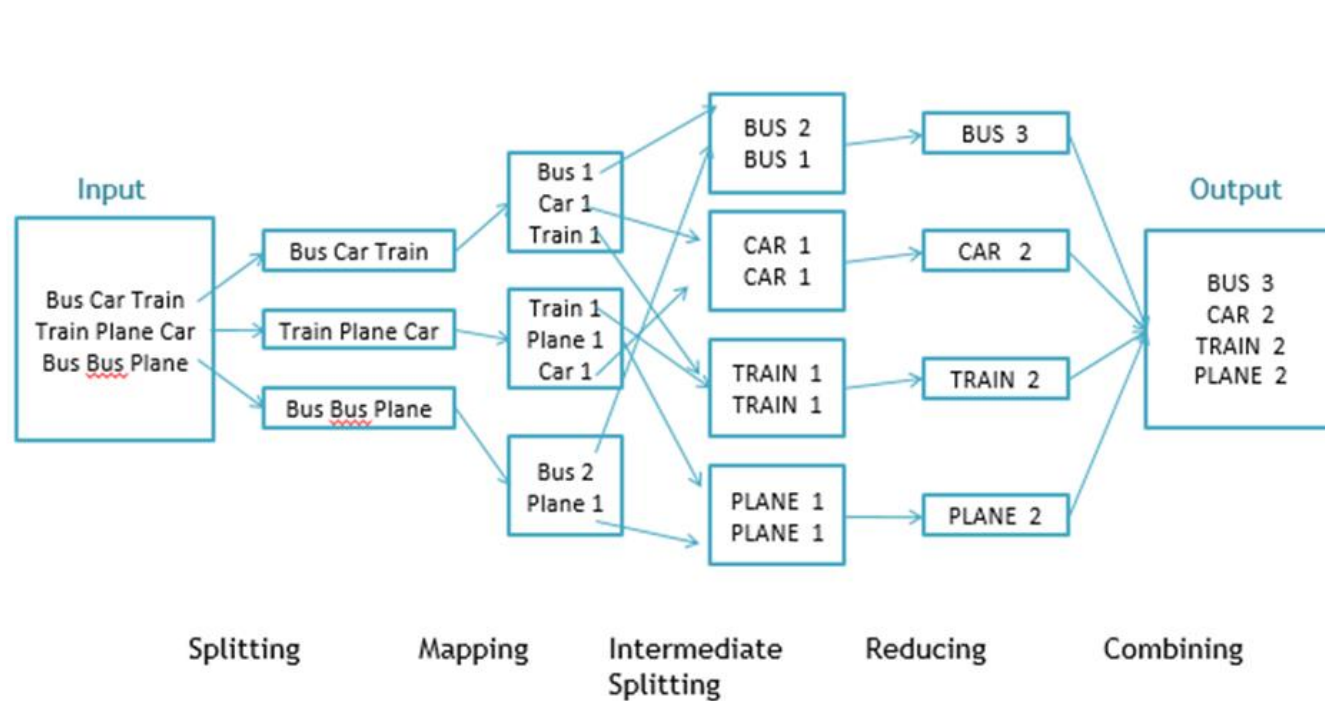 Input
Bus Car Train
Train Plane Car
Bus Bus Plane
Bus Car Train
Train Plane Car
Bus Bus Plane
Bus 1
Car 1
Train 1
Train 1
Plane 1
Car 1
Bus 2
Plane 1
BUS 2
BUS 1
CAR 1
CAR 1
TRAIN 1
TRAIN 1
PLANE 1
PLANE 1
BUS 3
CAR 2
TRAIN 2
PLANE 2
Output
BUS 3
CAR 2
TRAIN 2
PLANE 2
Splitting
Mapping
Intermediate
Splitting
Reducing
Combining